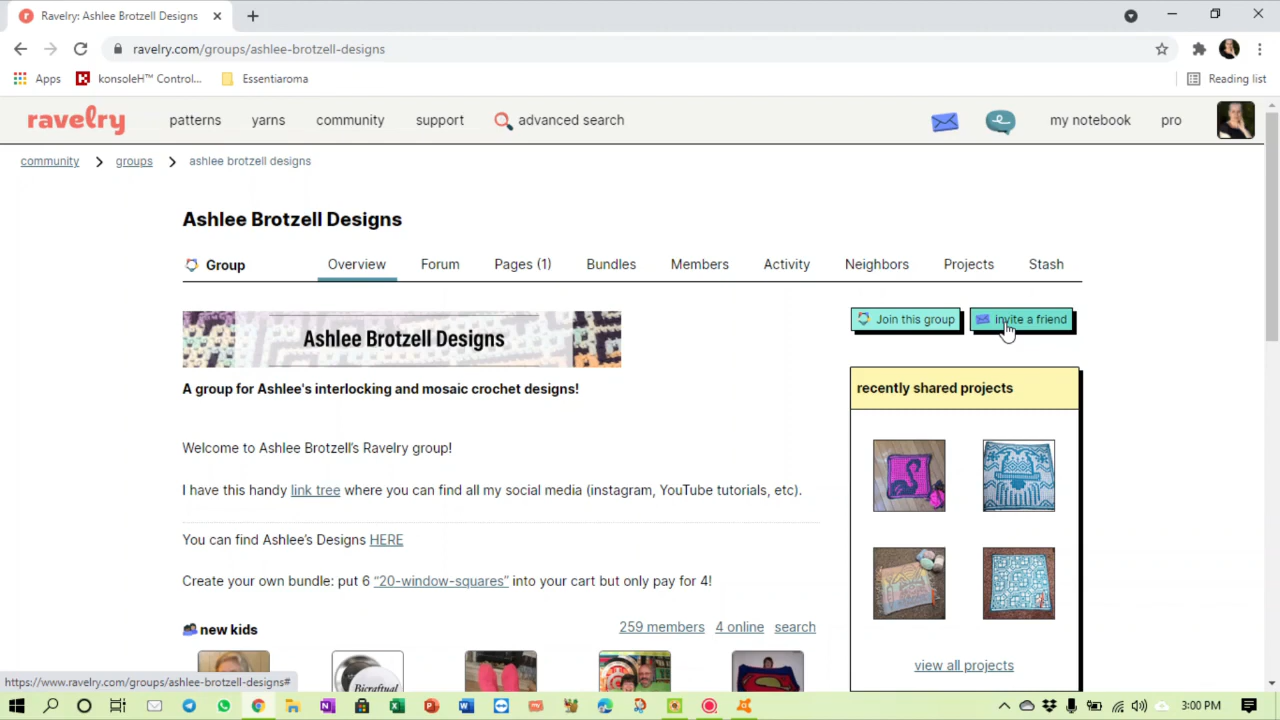 Ravelry: Ashlee Brotzell Designs
ravelry.com/groups/ashlee-brotzell-designs
Apps konsoleH™ Control... Essentiaroma Reading list
ravelry patterns yarns community support advanced search my notebook pro
community groups ashlee brotzell designs
Ashlee Brotzell Designs
Group Overview Forum Pages (1) Bundles Members Activity Neighbors Projects Stash
Join this group invite a friend
Ashlee Brotzell Designs
A group for Ashlee's interlocking and mosaic crochet designs!
recently shared projects
Welcome to Ashlee Brotzell's Ravelry group!
I have this handy link tree where you can find all my social media (instagram, YouTube tutorials, etc).
You can find Ashlee's Designs HERE
Create your own bundle: put 6 “20-window-squares” into your cart but only pay for 4!
new kids 259 members 4 online search
view all projects
Bicraftual
https://www.ravelry.com/groups/ashlee-brotzell-designs#
3:00 PM